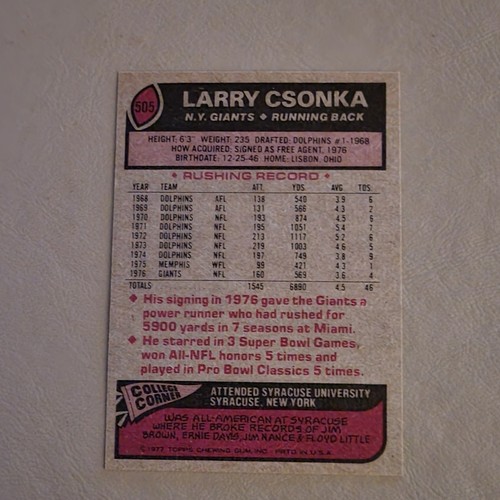 505
LARRY CSONKA
N.Y. GIANTS ♦ RUNNING BACK
HEIGHT: 6'3" WEIGHT: 235 DRAFTED: DOLPHINS #1-1968
HOW ACQUIRED: SIGNED AS FREE AGENT, 1976
BIRTHDATE: 12-25-46 HOME: LISBON, OHIO
♦ RUSHING RECORD ♦
YEAR TEAM ATT. YDS. AVG. TDS.
1968 DOLPHINS AFL 138 540 3.9 6
1969 DOLPHINS AFL 131 566 4.3 2
1970 DOLPHINS NFL 193 874 4.5 6
1971 DOLPHINS NFL 195 1051 5.4 7
1972 DOLPHINS NFL 213 1117 5.2 6
1973 DOLPHINS NFL 219 1003 4.6 5
1974 DOLPHINS NFL 197 749 3.8 9
1975 MEMPHIS WFL 99 421 4.3 1
1976 GIANTS NFL 160 569 3.6 4
TOTALS 1545 6890 4.5 46
♦ His signing in 1976 gave the Giants a
power runner who had rushed for
5900 yards in 7 seasons at Miami.
♦ He starred in 3 Super Bowl Games,
won All-NFL honors 5 times and
played in Pro Bowl Classics 5 times.
COLLEGE
CORNER
ATTENDED SYRACUSE UNIVERSITY
SYRACUSE, NEW YORK
WAS ALL-AMERICAN AT SYRACUSE
WHERE HE BROKE RECORDS OF JIM
BROWN, ERNIE DAVIS, JIM NANCE & FLOYD LITTLE
© 1977 TOPPS CHEWING GUM, INC. PRTD. IN U.S.A.